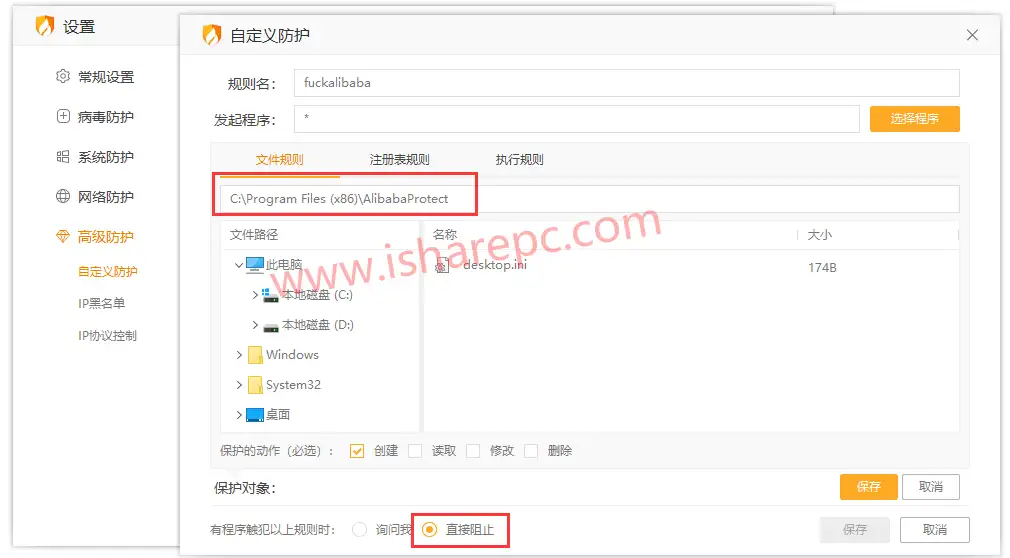 设置
常规设置
病毒防护
系统防护
网络防护
高级防护
自定义防护
IP黑名单
IP协议控制
自定义防护
规则名：
fuckalibaba
发起程序：
*
选择程序
文件规则
注册表规则
执行规则
C:\Program Files (x86)\AlibabaProtect
文件路径
名称
大小
此电脑
desktop.ini
174B
本地磁盘 (C:)
本地磁盘 (D:)
Windows
System32
桌面
www.isharepc.com
保护的动作（必选）：
创建
读取
修改
删除
保护对象：
保存
取消
有程序触犯以上规则时：
询问我
直接阻止
保存
取消